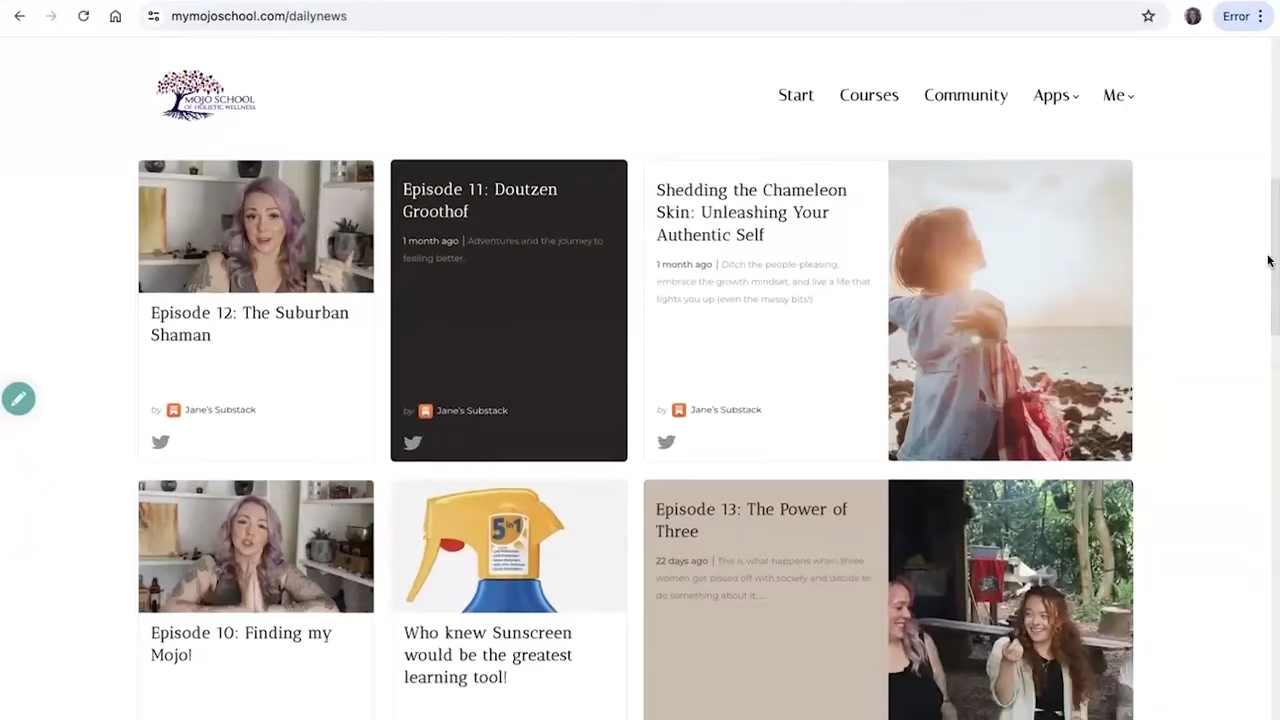 mymojoschool.com/dailynews
Error
MOJO SCHOOL
OF HOLISTIC WELLNESS
Start
Courses
Community
Apps
Me
Episode 12: The Suburban
Shaman
by Jane's Substack
Episode 11: Doutzen
Groothof
1 month ago | Adventures and the journey to
feeling better.
by Jane's Substack
Shedding the Chameleon
Skin: Unleashing Your
Authentic Self
1 month ago | Ditch the people-pleasing,
embrace the growth mindset, and live a life that
lights you up (even the messy bits!)
by Jane's Substack
Episode 10: Finding my
Mojo!
5 in 1
Who knew Sunscreen
would be the greatest
learning tool!
Episode 13: The Power of
Three
22 days ago | This is what happens when three
women get pissed off with society and decide to
do something about it.....